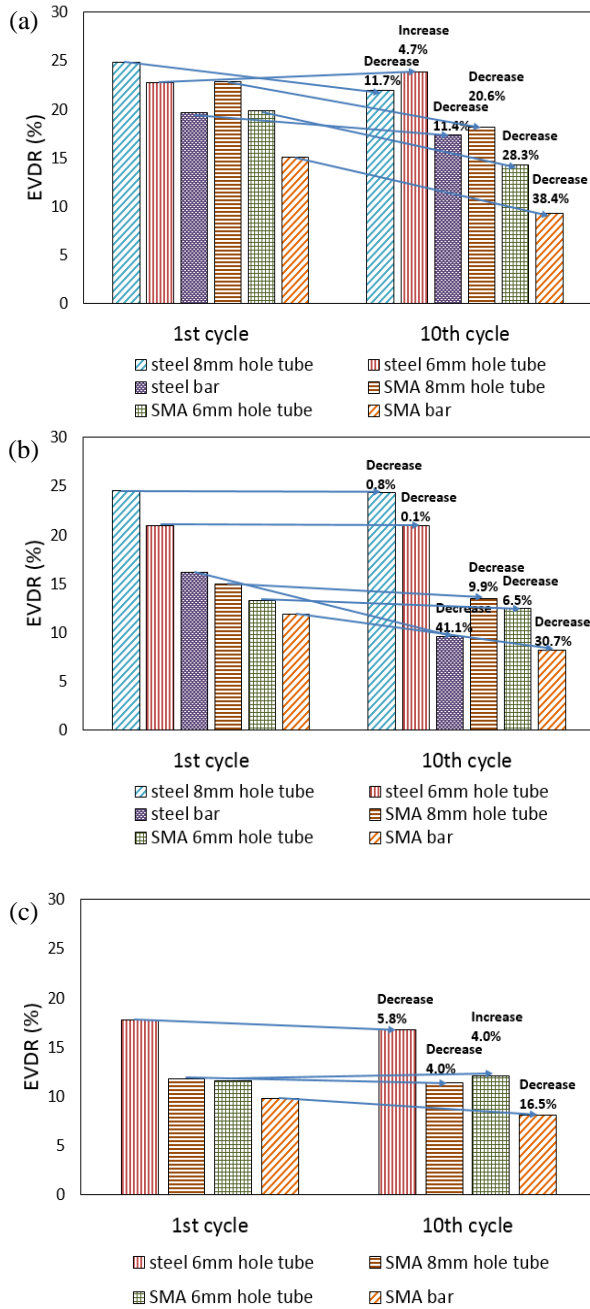 (a)
30
25
20
15
10
5
0
EVDR (%)
Decrease
11.7%
Increase
4.7%
Decrease
11.4%
Decrease
20.6%
Decrease
28.3%
Decrease
38.4%
1st cycle
10th cycle
steel 8mm hole tube
steel 6mm hole tube
steel bar
SMA 8mm hole tube
SMA 6mm hole tube
SMA bar
(b)
30
25
20
15
10
5
0
EVDR (%)
Decrease
0.8%
Decrease
0.1%
Decrease
41.1%
Decrease
9.9%
Decrease
6.5%
Decrease
30.7%
1st cycle
10th cycle
steel 8mm hole tube
steel 6mm hole tube
steel bar
SMA 8mm hole tube
SMA 6mm hole tube
SMA bar
(c)
30
25
20
15
10
5
0
EVDR (%)
Decrease
5.8%
Decrease
4.0%
Increase
4.0%
Decrease
16.5%
1st cycle
10th cycle
steel 6mm hole tube
SMA 8mm hole tube
SMA 6mm hole tube
SMA bar